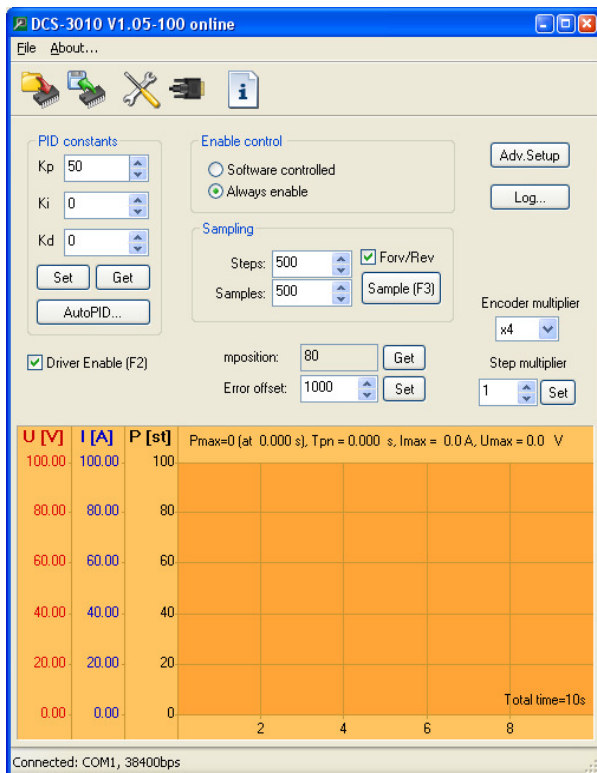 DCS-3010 V1.05-100 online
File About...
PID constants
Kp 50
Ki 0
Kd 0
Set Get
AutoPID...
Enable control
Software controlled
Always enable
Adv.Setup
Log...
Sampling
Steps: 500 Forv/Rev
Samples: 500 Sample (F3)
Encoder multiplier
x4
Driver Enable (F2)
mposition: 80 Get
Error offset: 1000 Set
Step multiplier
1 Set
U [V] I [A] P [st] Pmax=0 (at 0.000 s), Tpn = 0.000 s, Imax = 0.0 A, Umax = 0.0 V
100.00 100.00 100
80.00 80.00 80
60.00 60.00 60
40.00 40.00 40
20.00 20.00 20
Total time=10s
0.00 0.00 0
2 4 6 8
Connected: COM1, 38400bps